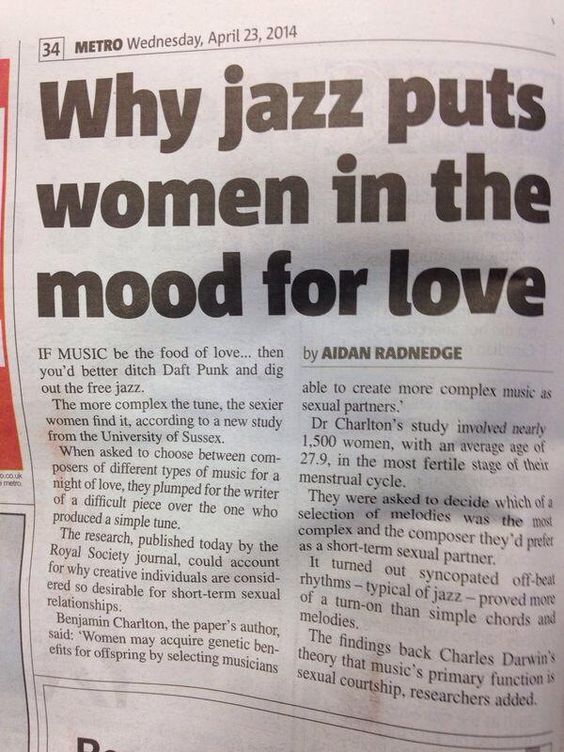 34 METRO Wednesday, April 23, 2014
Why jazz puts
women in the
mood for love
IF MUSIC be the food of love... then
you'd better ditch Daft Punk and dig
out the free jazz.
The more complex the tune, the sexier
women find it, according to a new study
from the University of Sussex.
When asked to choose between com-
posers of different types of music for a
night of love, they plumped for the writer
of a difficult piece over the one who
produced a simple tune.
The research, published today by the
Royal Society journal, could account
for why creative individuals are consid-
ered so desirable for short-term sexual
relationships.
Benjamin Charlton, the paper's author,
said: 'Women may acquire genetic ben-
efits for offspring by selecting musicians
by AIDAN RADNEDGE
able to create more complex music as
sexual partners.'
Dr Charlton's study involved nearly
1,500 women, with an average age of
27.9, in the most fertile stage of their
menstrual cycle.
They were asked to decide which of a
selection of melodies was the most
complex and the composer they'd prefer
as a short-term sexual partner.
It turned out syncopated off-beat
rhythms – typical of jazz – proved more
of a turn-on than simple chords and
melodies.
The findings back Charles Darwin's
theory that music's primary function is
sexual courtship, researchers added.
o.co.uk
metro.